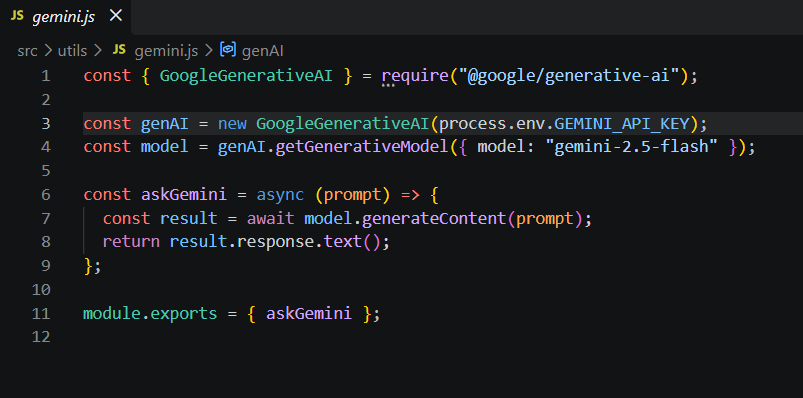 JS gemini.js ×
src > utils > JS gemini.js > genAI
1 const { GoogleGenerativeAI } = require("@google/generative-ai");
2
3 const genAI = new GoogleGenerativeAI(process.env.GEMINI_API_KEY);
4 const model = genAI.getGenerativeModel({ model: "gemini-2.5-flash" });
5
6 const askGemini = async (prompt) => {
7   const result = await model.generateContent(prompt);
8   return result.response.text();
9 };
10
11 module.exports = { askGemini };
12